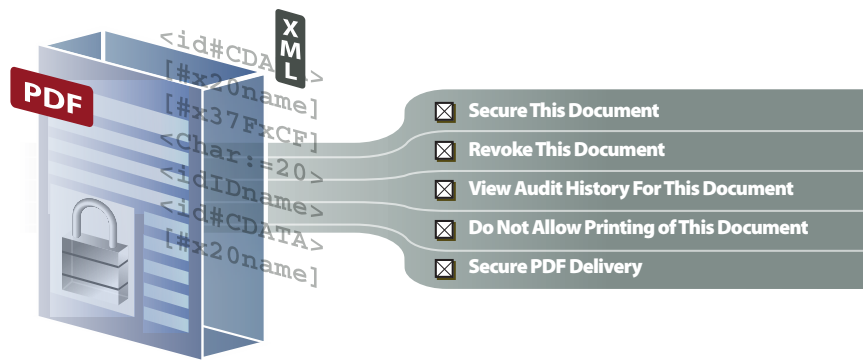 XML
PDF
<id#CDATA>
[#x20name]
[#x37FxCF]
<Char:=20>
<idIDname>
<id#CDATA>
[#x20name]
Secure This Document
Revoke This Document
View Audit History For This Document
Do Not Allow Printing of This Document
Secure PDF Delivery